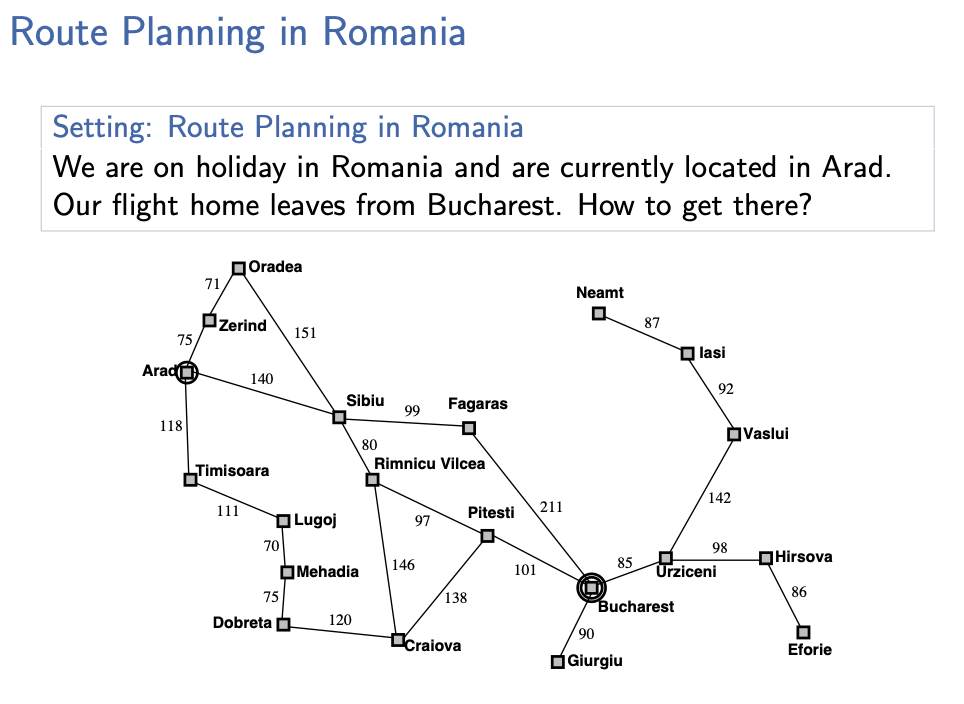 Route Planning in Romania
Setting: Route Planning in Romania
We are on holiday in Romania and are currently located in Arad.
Our flight home leaves from Bucharest. How to get there?
Oradea
71
Neamt
Zerind
87
75
151
Iasi
Arad
140
92
Sibiu
Fagaras
99
118
80
Vaslui
Timisoara
Rimnicu Vilcea
142
111
Lugoj
97
Pitesti
211
70
98
Hirsova
Mehadia
146
101
85
Urziceni
75
138
86
Bucharest
Dobreta
120
90
Craiova
Eforie
Giurgiu